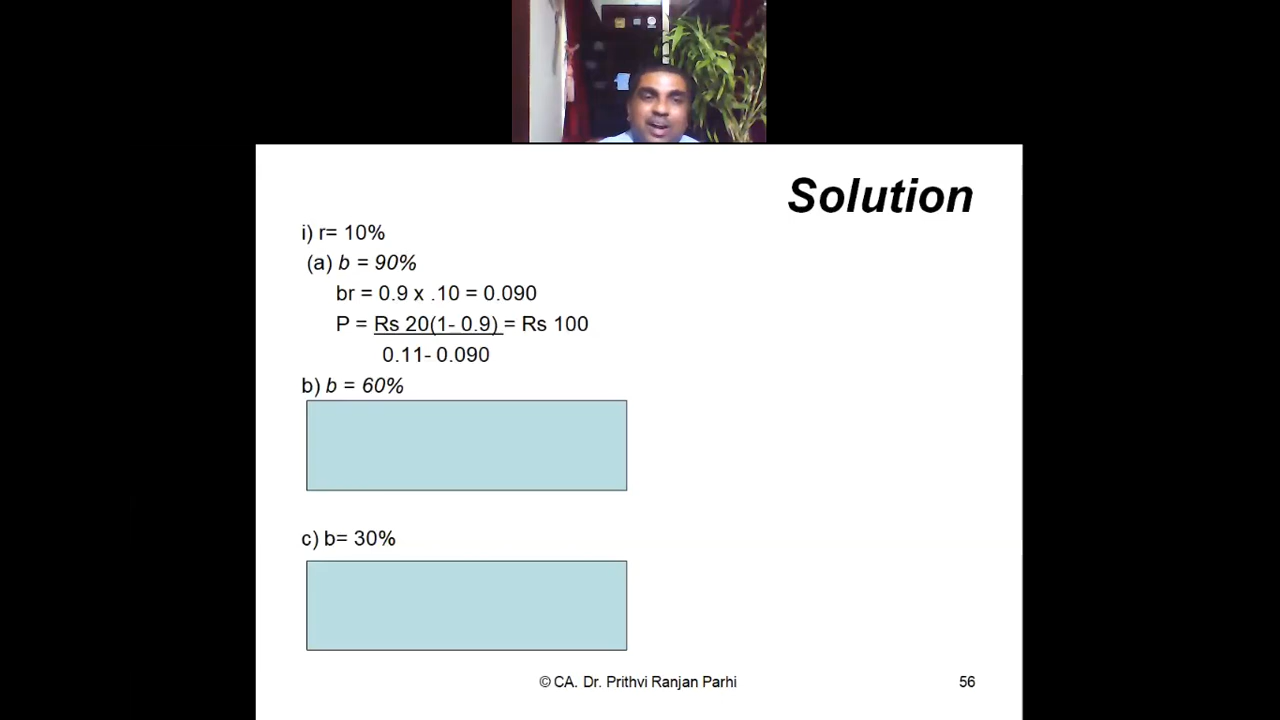 Solution
i) r= 10%
(a) b = 90%
br = 0.9 x .10 = 0.090
P = Rs 20(1- 0.9) = Rs 100
0.11- 0.090
b) b = 60%
c) b= 30%
© CA. Dr. Prithvi Ranjan Parhi
56